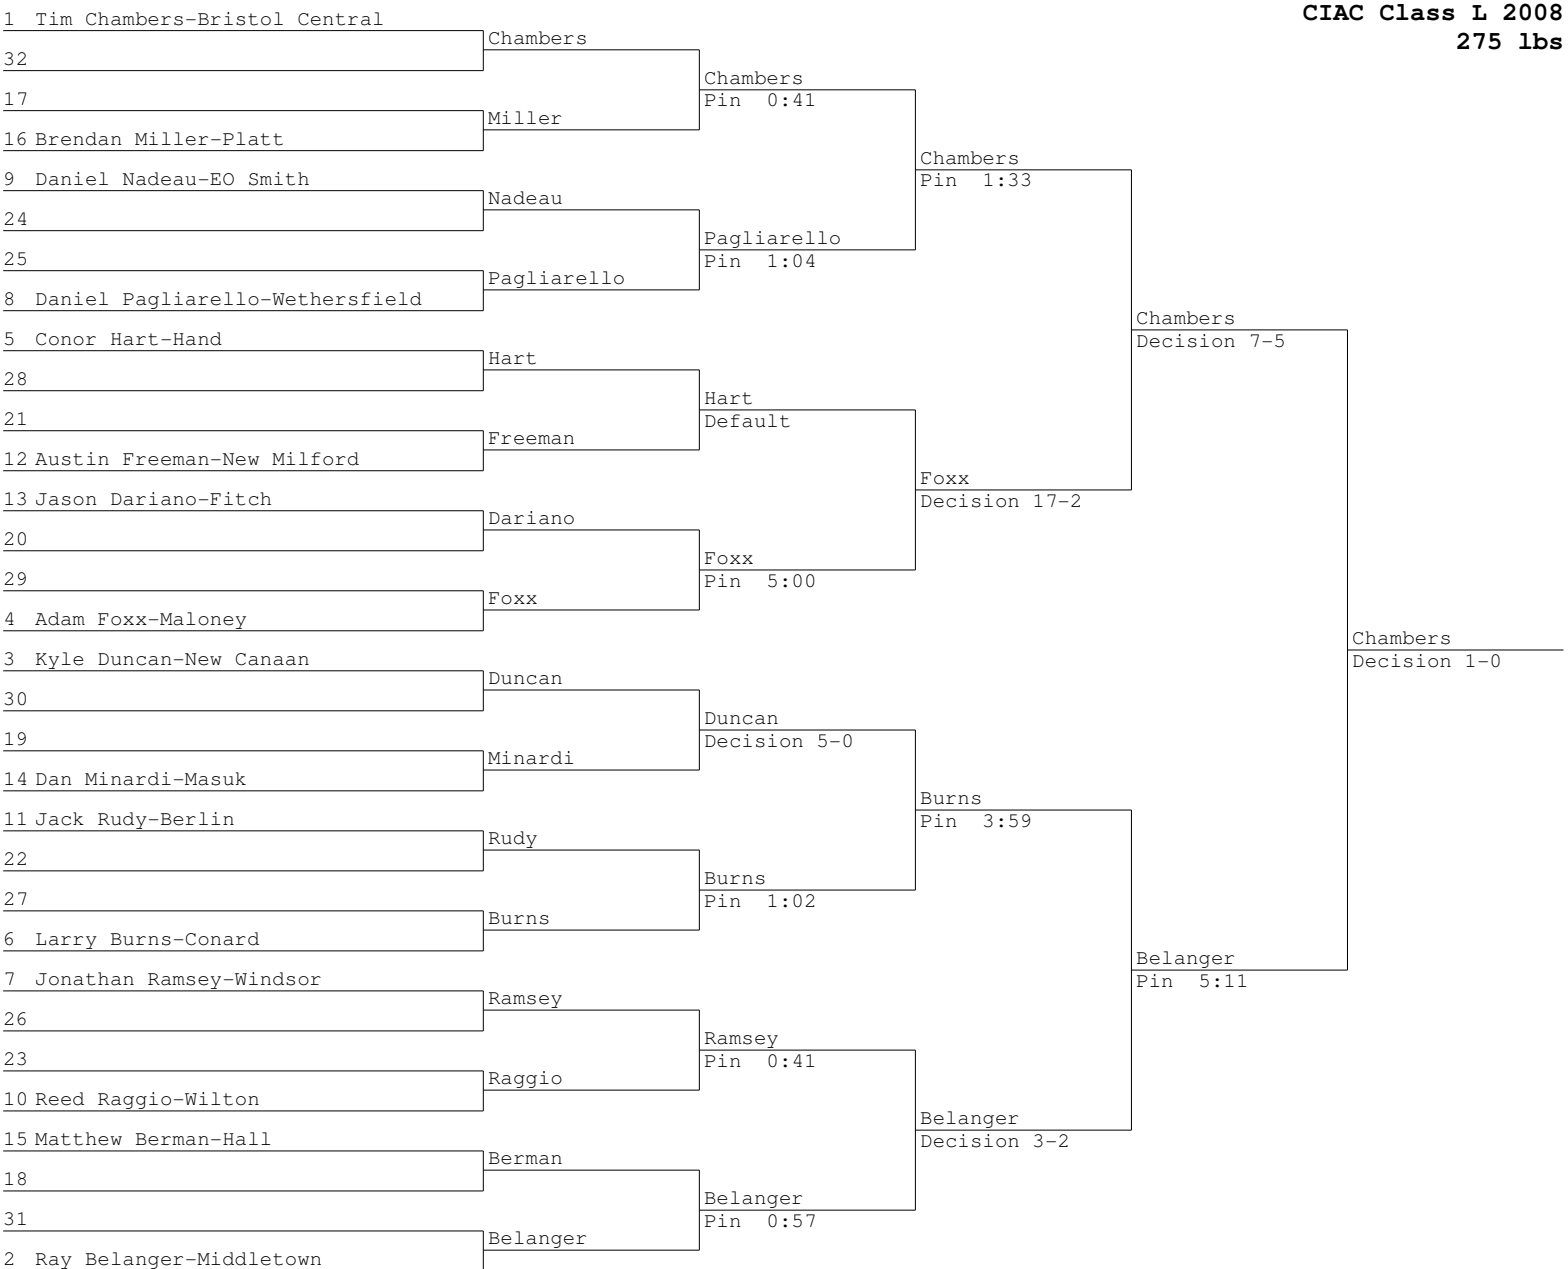 CIAC Class L 2008
275 lbs
1 Tim Chambers-Bristol Central
32
17
16 Brendan Miller-Platt
9 Daniel Nadeau-EO Smith
24
25
8 Daniel Pagliarello-Wethersfield
5 Conor Hart-Hand
28
21
12 Austin Freeman-New Milford
13 Jason Dariano-Fitch
20
29
4 Adam Foxx-Maloney
3 Kyle Duncan-New Canaan
30
19
14 Dan Minardi-Masuk
11 Jack Rudy-Berlin
22
27
6 Larry Burns-Conard
7 Jonathan Ramsey-Windsor
26
23
10 Reed Raggio-Wilton
15 Matthew Berman-Hall
18
31
2 Ray Belanger-Middletown
Chambers
Miller
Nadeau
Pagliarello
Hart
Freeman
Dariano
Foxx
Duncan
Minardi
Rudy
Burns
Ramsey
Raggio
Berman
Belanger
Chambers
Pin 0:41
Pagliarello
Pin 1:04
Hart
Default
Foxx
Pin 5:00
Duncan
Decision 5-0
Burns
Pin 1:02
Ramsey
Pin 0:41
Belanger
Pin 0:57
Chambers
Pin 1:33
Foxx
Decision 17-2
Burns
Pin 3:59
Belanger
Decision 3-2
Chambers
Decision 7-5
Belanger
Pin 5:11
Chambers
Decision 1-0